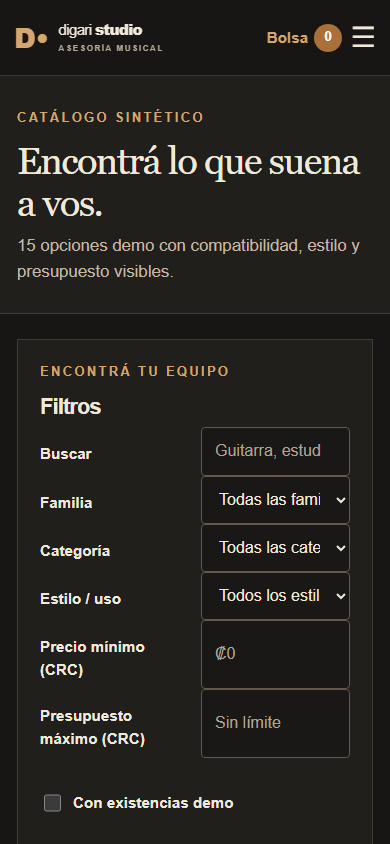 D•
digari studio
ASESORÍA MUSICAL
Bolsa 0
CATÁLOGO SINTÉTICO
Encontrá lo que suena
a vos.
15 opciones demo con compatibilidad, estilo y
presupuesto visibles.
ENCONTRÁ TU EQUIPO
Filtros
Buscar
Guitarra, estud
Familia
Todas las fami
Categoría
Todas las cate
Estilo / uso
Todos los estil
Precio mínimo
(CRC)
₡0
Presupuesto
máximo (CRC)
Sin límite
Con existencias demo